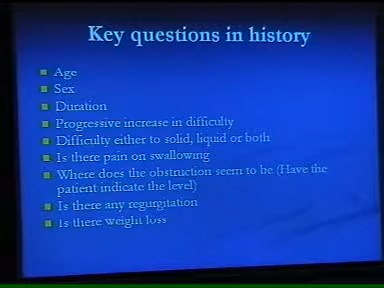 Key questions in history
Age
Sex
Duration
Progressive increase in difficulty
Difficulty either to solid, liquid or both
Is there pain on swallowing
Where does the obstruction seem to be (Have the
patient indicate the level)
Is there any regurgitation
Is there weight loss